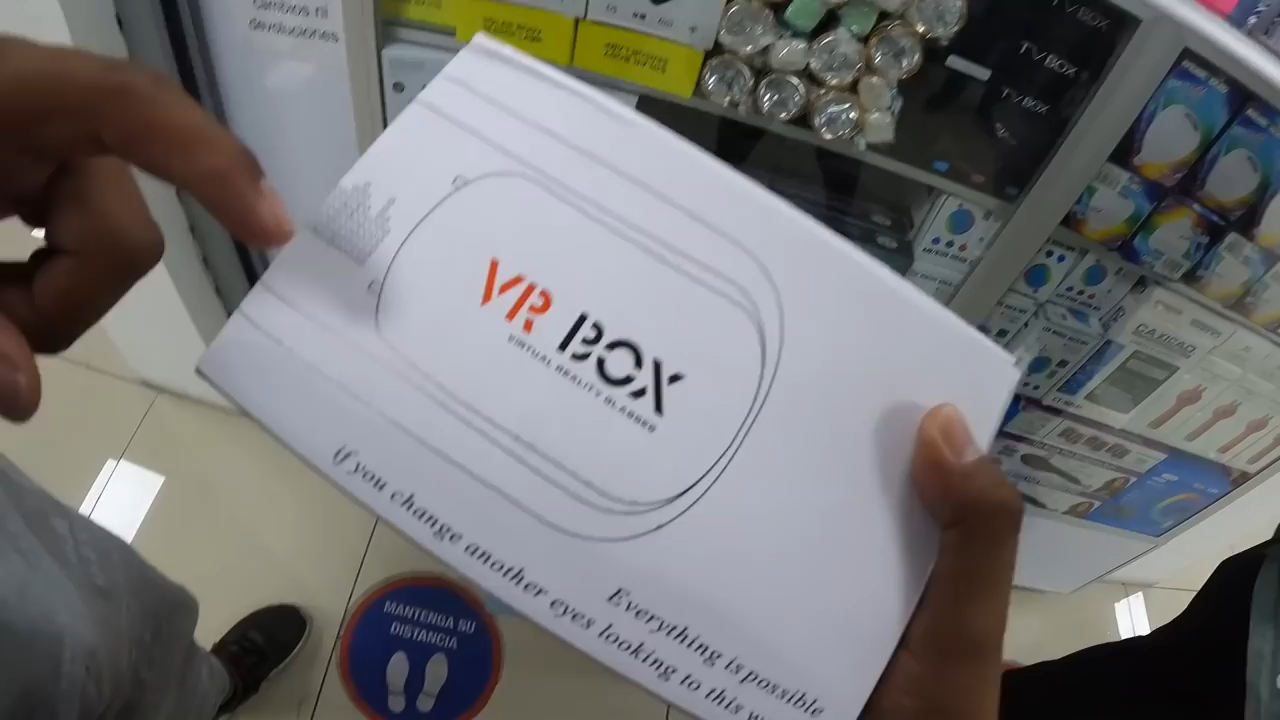 cambios ni
devoluciones
TV BOX
TV BOX
TV BOX
VR BOX
VIRTUAL REALITY GLASSES
if you change another eyes looking to this
Everything is possible
MANTENGA SU
DISTANCIA
CAXICAO